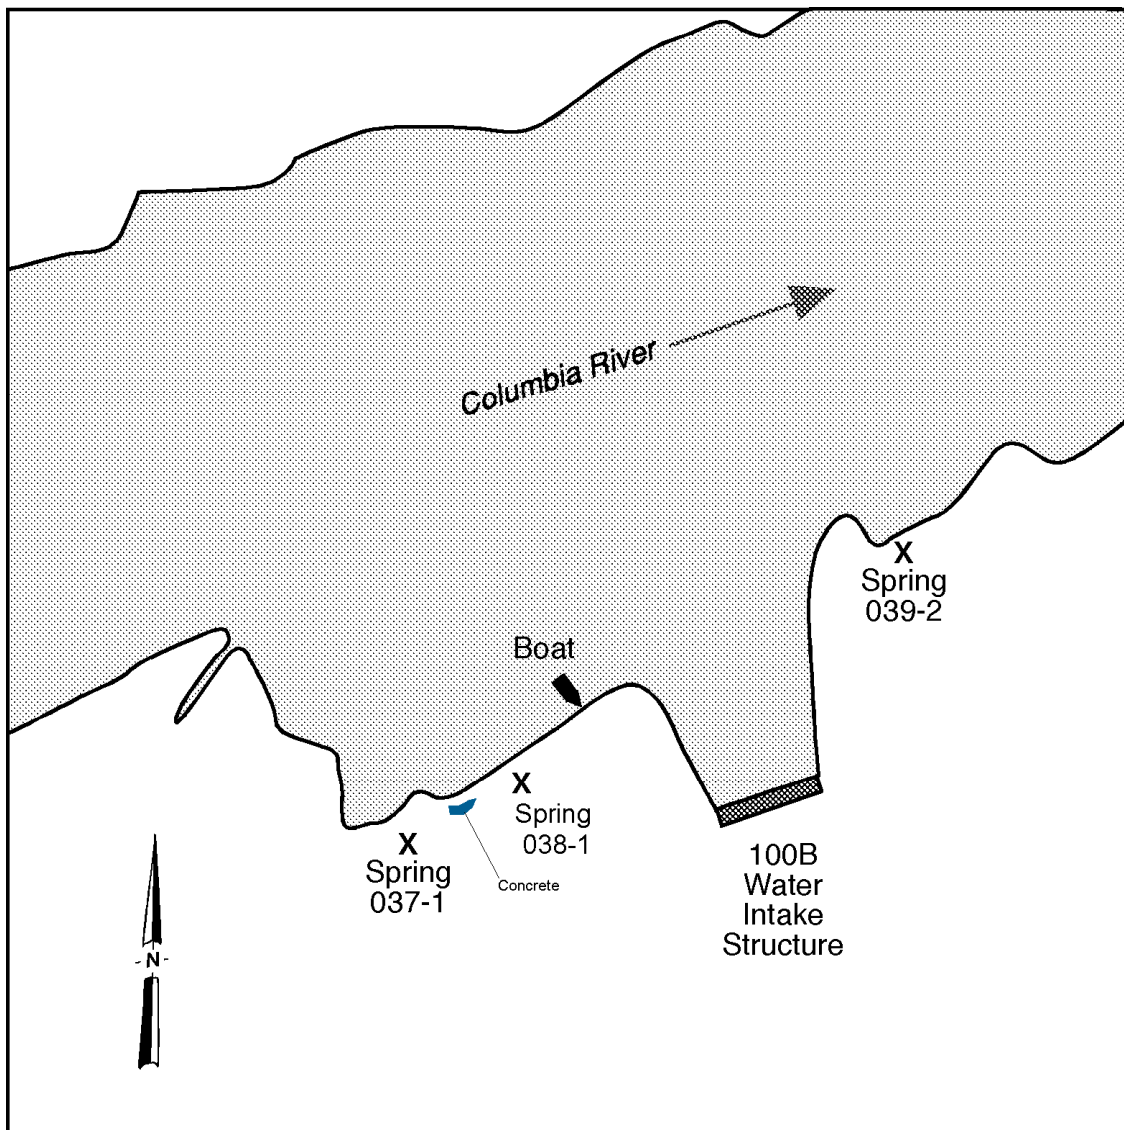 Columbia River
X
Spring
039-2
Boat
X
Spring
038-1
X
Spring
037-1
Concrete
100B
Water
Intake
Structure
N